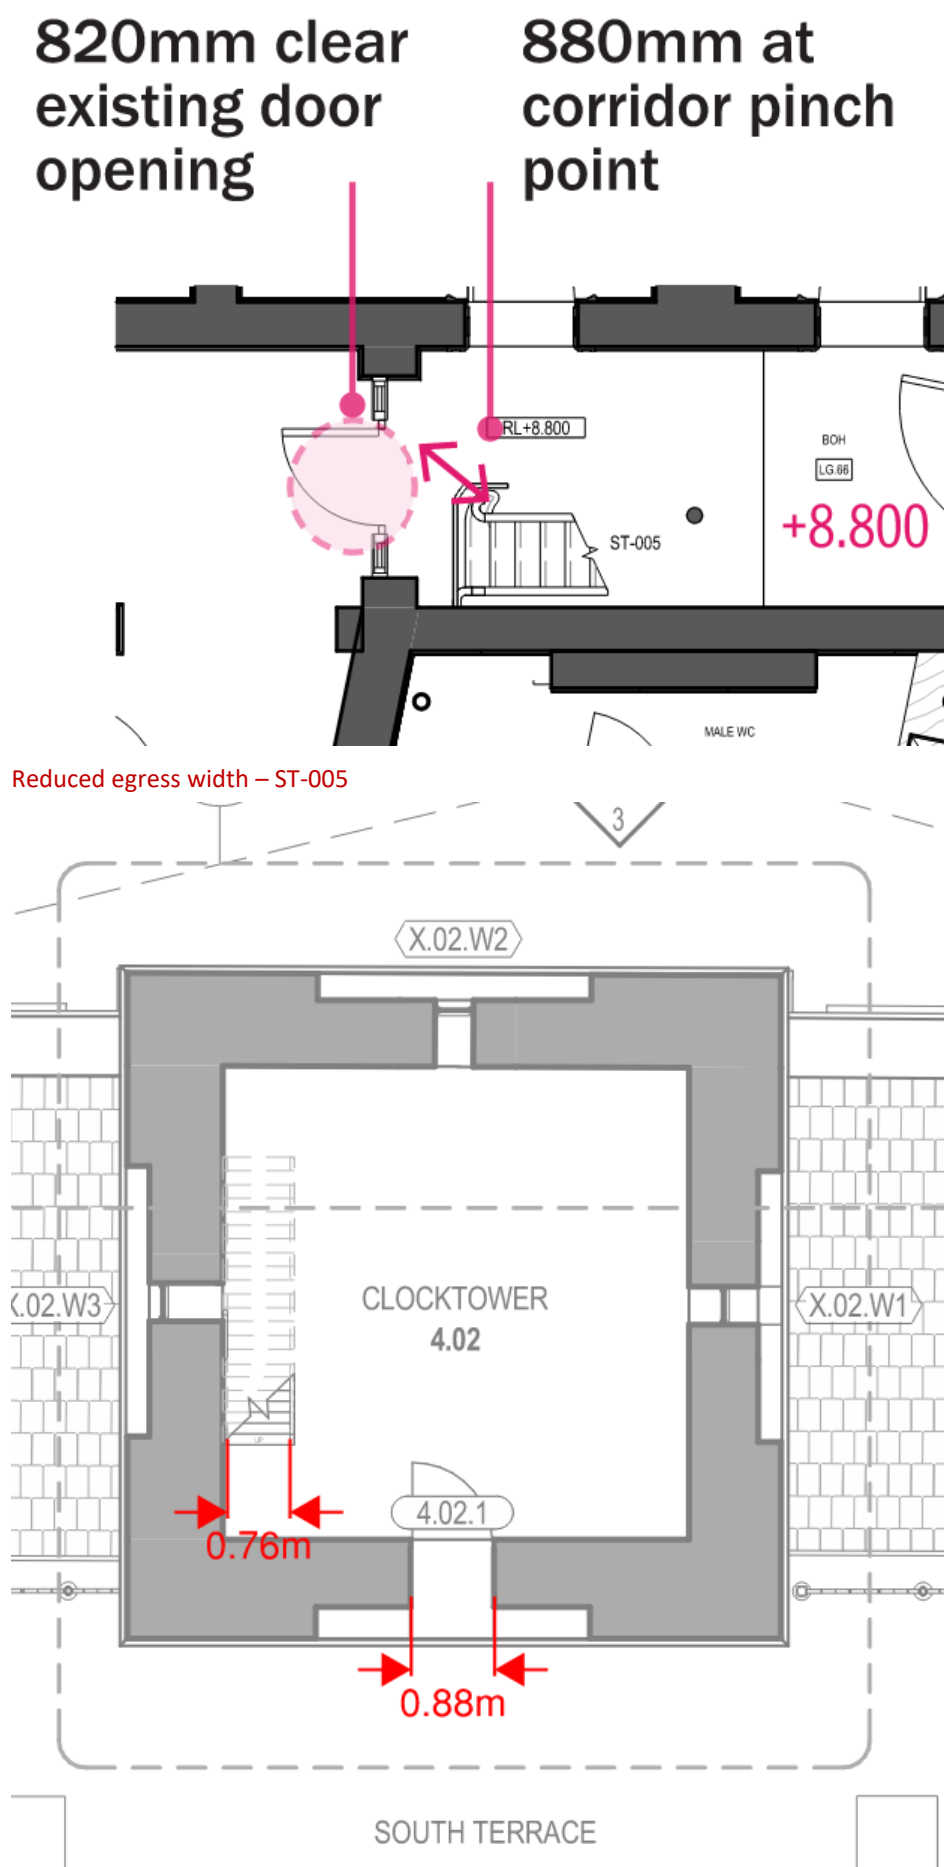 820mm clear
existing door
opening
880mm at
corridor pinch
point
RL+8.800
BOH
LG.66
+8.800
ST-005
MALE WC
Reduced egress width – ST-005
3
X.02.W2
X.02.W3
CLOCKTOWER
4.02
X.02.W1
UP
4.02.1
0.76m
0.88m
SOUTH TERRACE